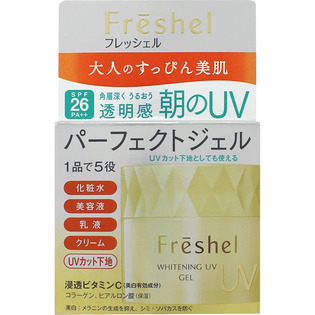 Freshel
フレッシェル
大人のすっぴん美肌
SPF
26
PA++
角層深くうるおう
透明感 朝のUV
パーフェクトジェル
1品で5役
UVカット下地としても使える
化粧水
美容液
乳液
クリーム
UVカット下地
Freshel
WHITENING UV
GEL
UV
浸透ビタミンC(美白有効成分)
コラーゲン、ヒアルロン酸(保湿)
美白:メラニンの生成を抑え、シミ・ソバカスを防ぐ